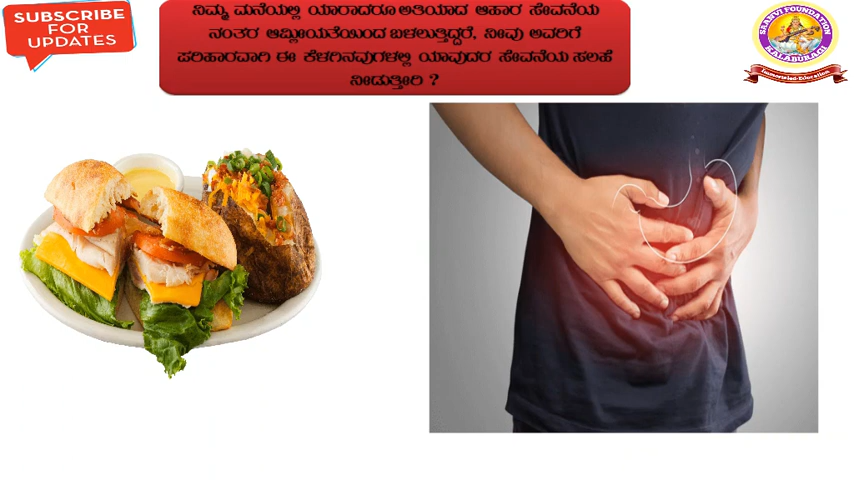 SUBSCRIBE
FOR
UPDATES
ನಿಮ್ಮ ಮನೆಯಲ್ಲಿ ಯಾರಾದರೂ ಅತಿಯಾದ ಆಹಾರ ಸೇವನೆಯ
ನಂತರ ಆಮ್ಲೀಯತೆಯಿಂದ ಬಳಲುತ್ತಿದ್ದರೆ, ನೀವು ಅವರಿಗೆ
ಪರಿಹಾರವಾಗಿ ಈ ಕೆಳಗಿನವುಗಳಲ್ಲಿ ಯಾವುದರ ಸೇವನೆಯ ಸಲಹೆ
ನೀಡುತ್ತೀರಿ ?
SAANVI FOUNDATION
KALABURAGI